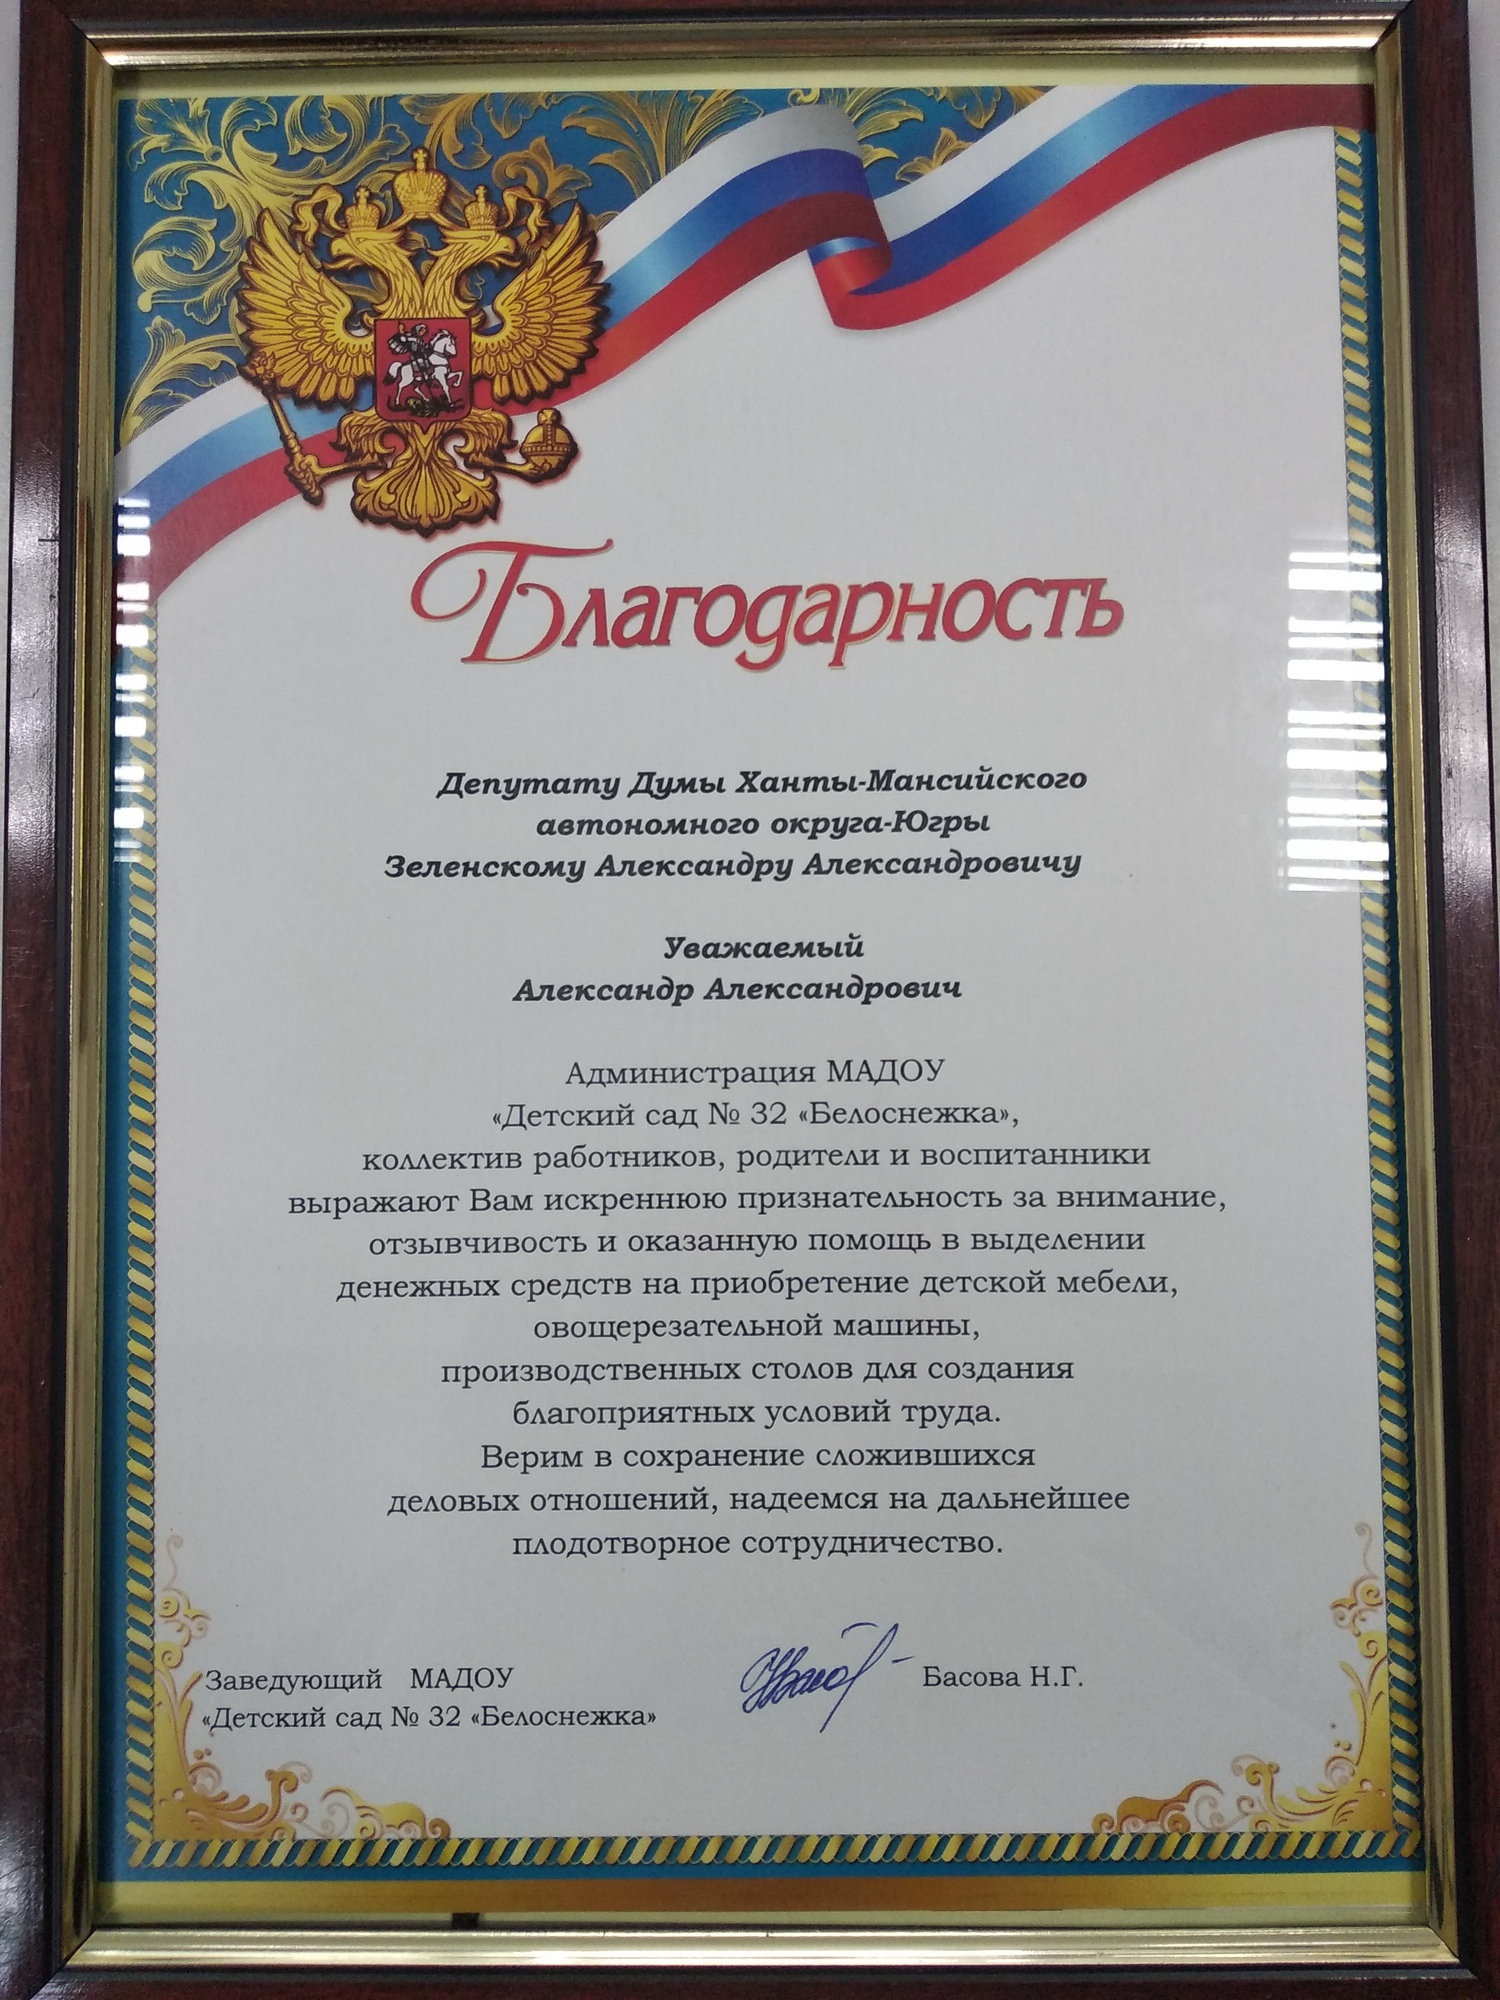 Благодарность
Депутату Думы Ханты-Мансийского
автономного округа-Югры
Зеленскому Александру Александровичу
Уважаемый
Александр Александрович
Администрация МАДОУ
«Детский сад № 32 «Белоснежка»,
коллектив работников, родители и воспитанники
выражают Вам искреннюю признательность за внимание,
отзывчивость и оказанную помощь в выделении
денежных средств на приобретение детской мебели,
овощерезательной машины,
производственных столов для создания
благоприятных условий труда.
Верим в сохранение сложившихся
деловых отношений, надеемся на дальнейшее
плодотворное сотрудничество.
Заведующий МАДОУ
«Детский сад № 32 «Белоснежка»
Басова Н.Г.